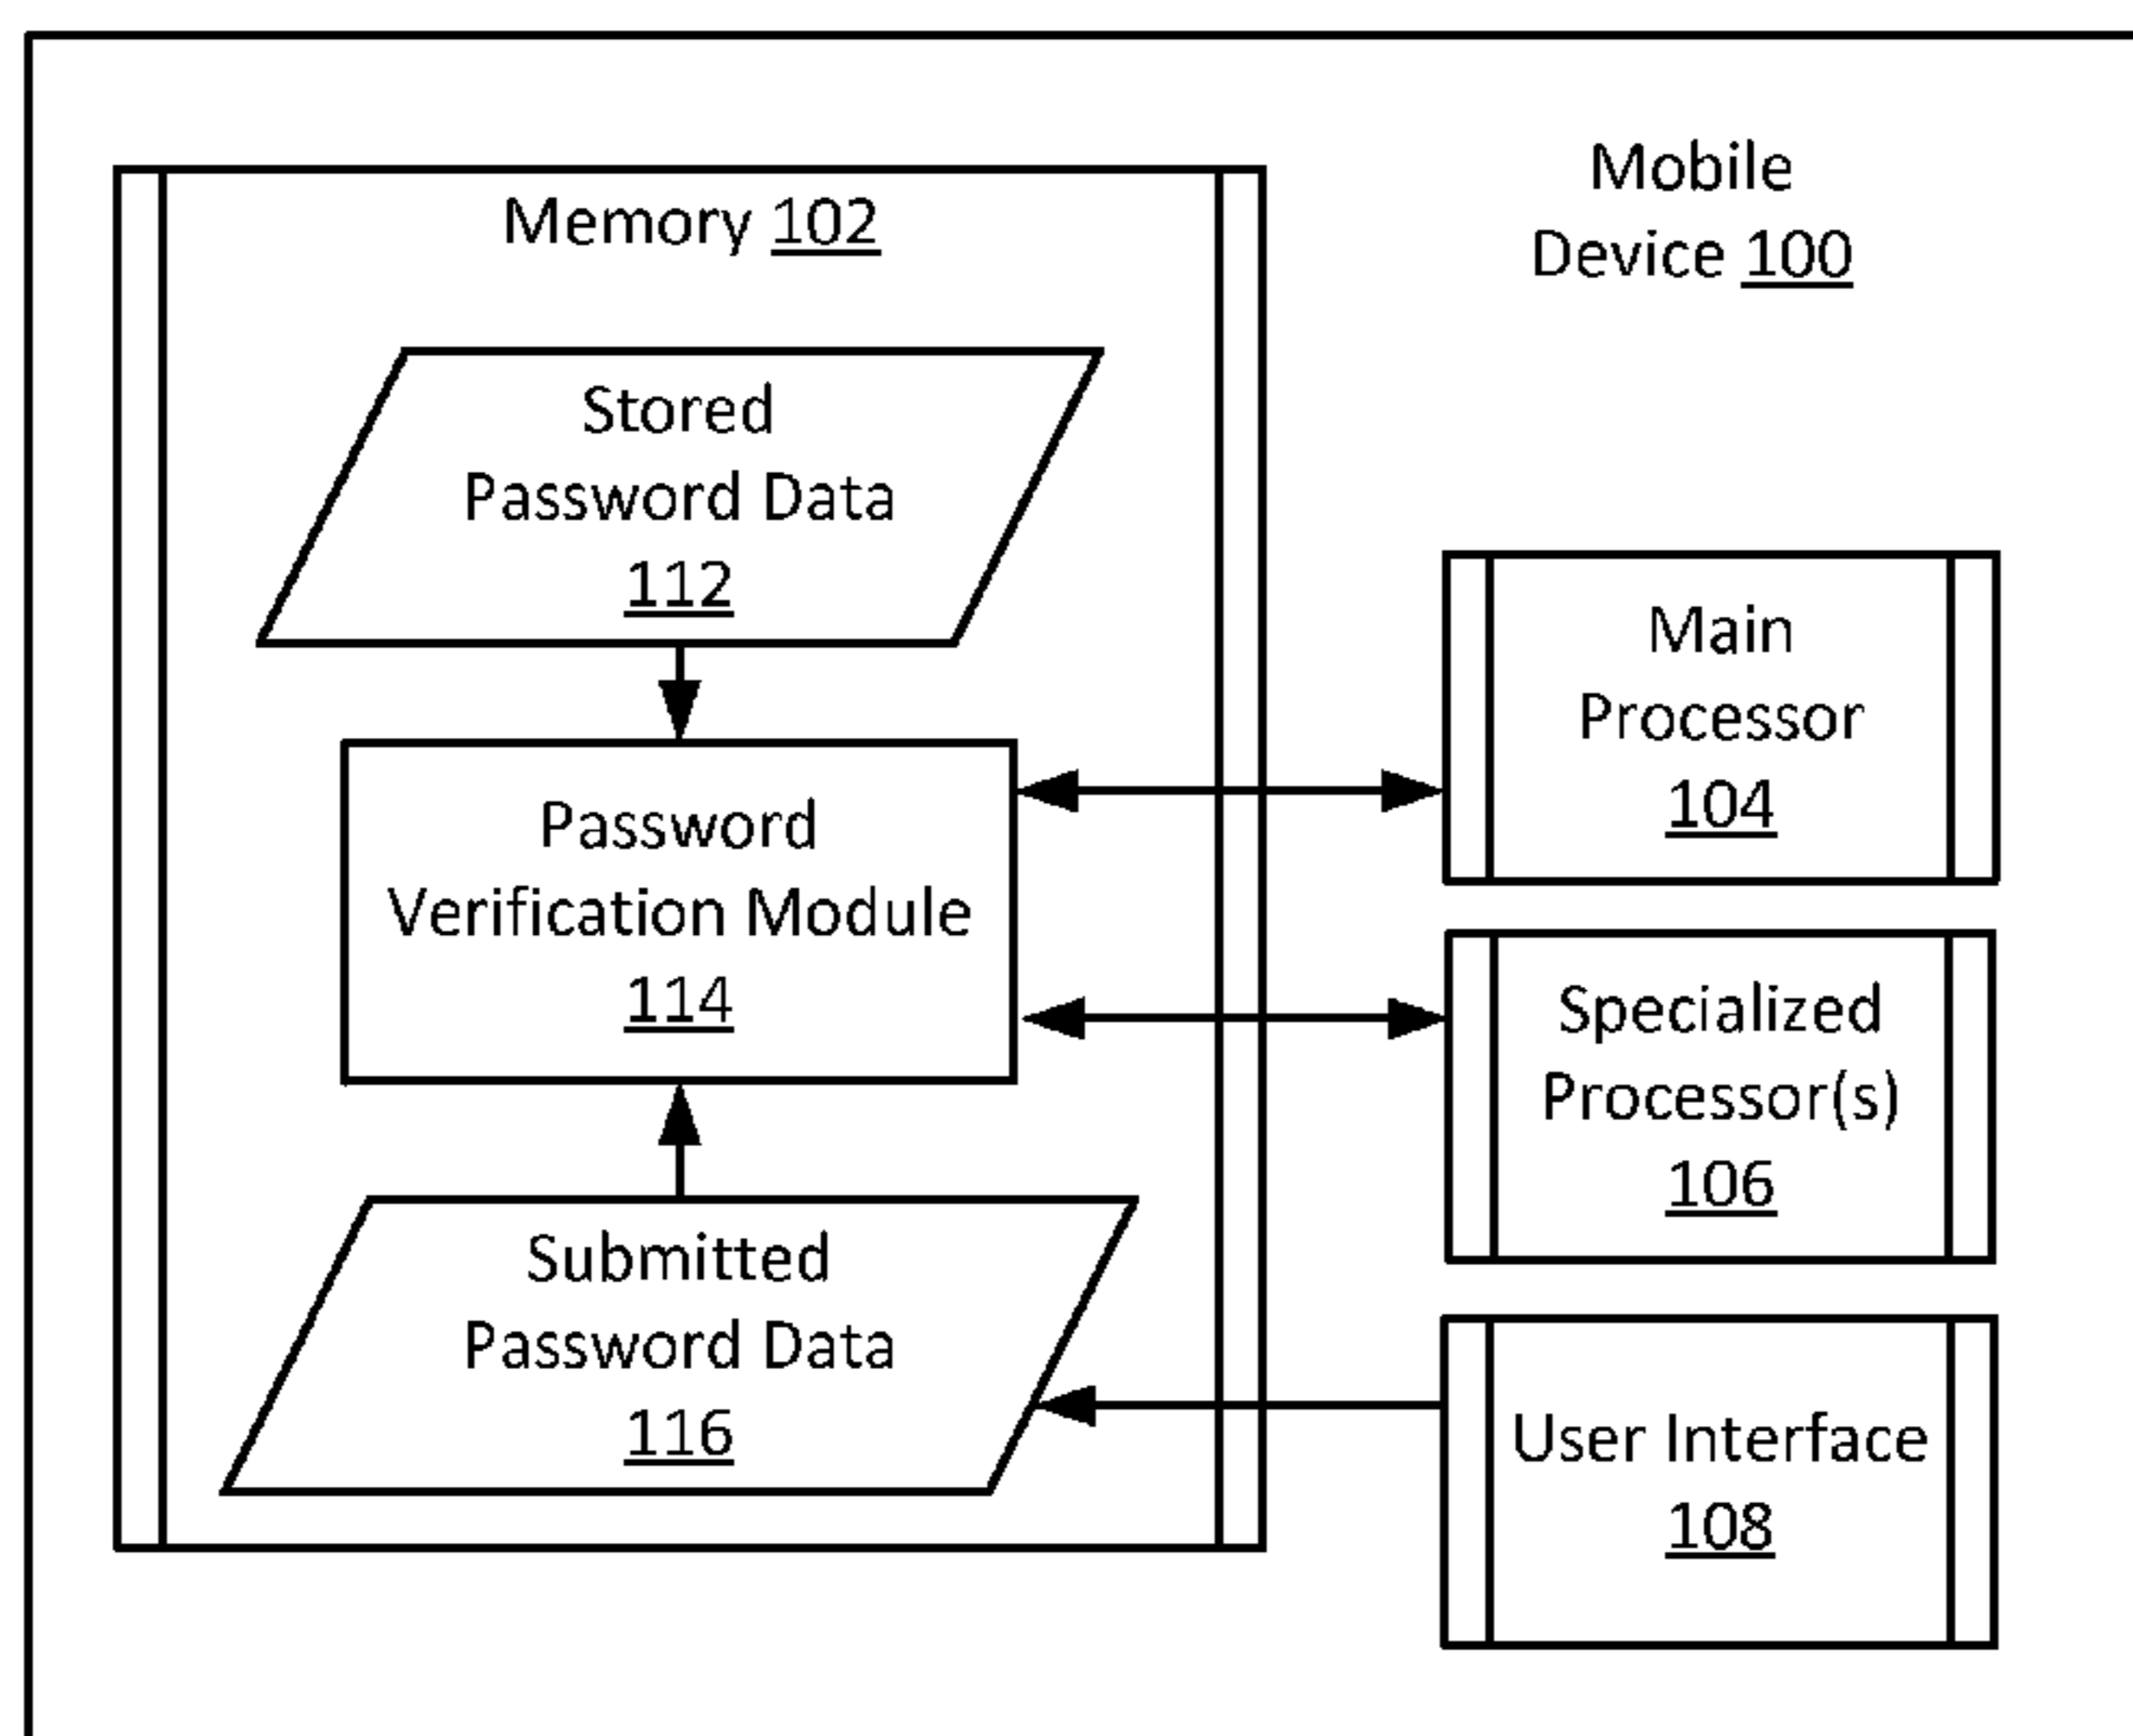 Mobile
Device 100
Memory 102
Stored
Password Data
112
Password
Verification Module
114
Submitted
Password Data
116
Main
Processor
104
Specialized
Processor(s)
106
User Interface
108